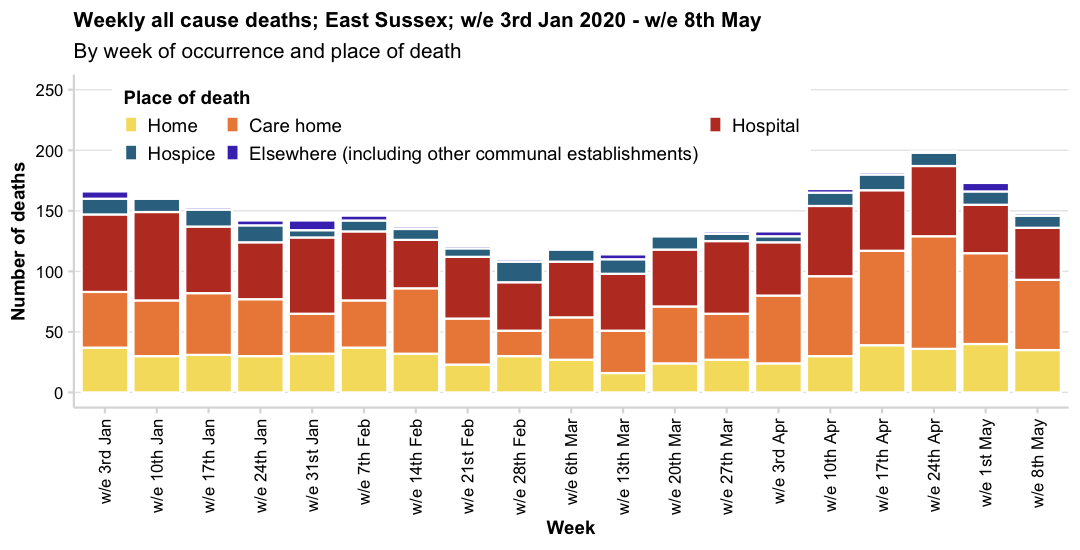 Weekly all cause deaths; East Sussex; w/e 3rd Jan 2020 - w/e 8th May
By week of occurrence and place of death
Place of death
Home Care home Hospital
Hospice Elsewhere (including other communal establishments)
Number of deaths
250
200
150
100
50
0
w/e 3rd Jan
w/e 10th Jan
w/e 17th Jan
w/e 24th Jan
w/e 31st Jan
w/e 7th Feb
w/e 14th Feb
w/e 21st Feb
w/e 28th Feb
w/e 6th Mar
w/e 13th Mar
w/e 20th Mar
w/e 27th Mar
w/e 3rd Apr
w/e 10th Apr
w/e 17th Apr
w/e 24th Apr
w/e 1st May
w/e 8th May
Week